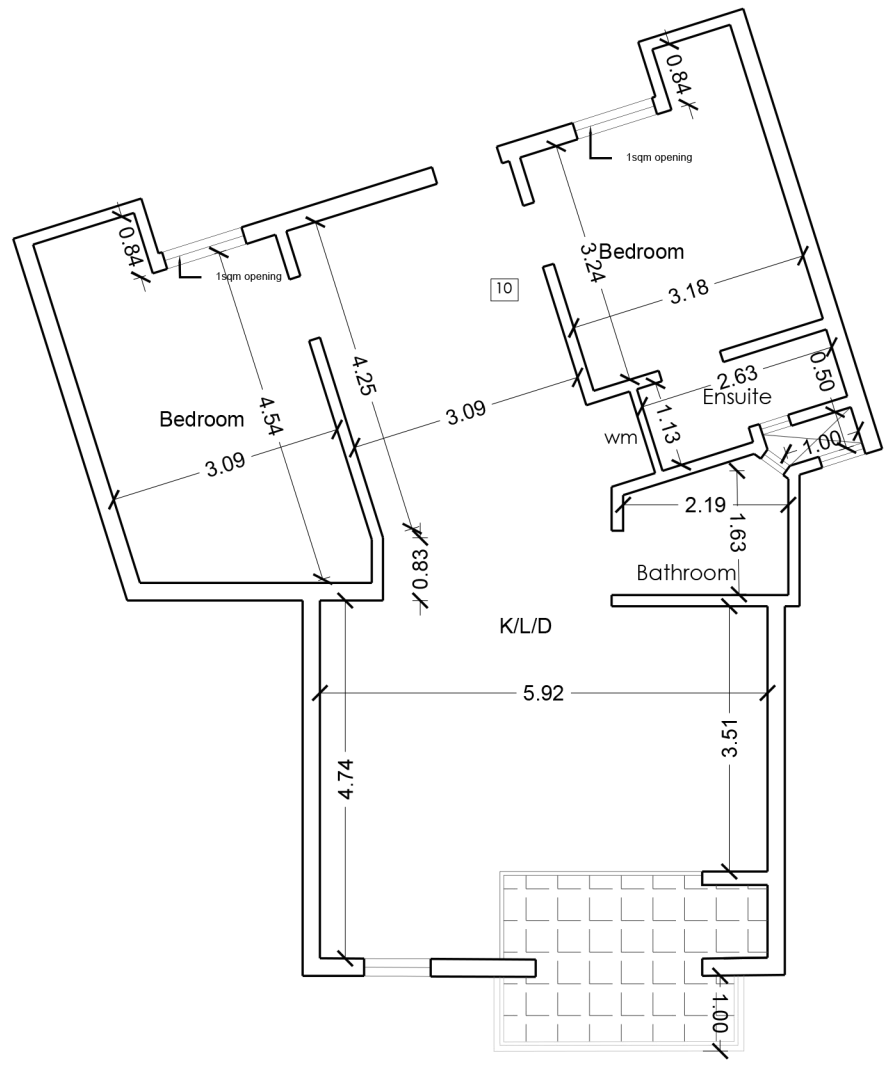 0.84
1sqm opening
Bedroom
3.24
3.18
0.84
1sqm opening
10
4.25
4.54
Bedroom
3.09
3.09
2.63
0.50
Ensuite
1.13
wm
1.00
2.19
1.63
0.83
Bathroom
K/L/D
5.92
3.51
4.74
1.00